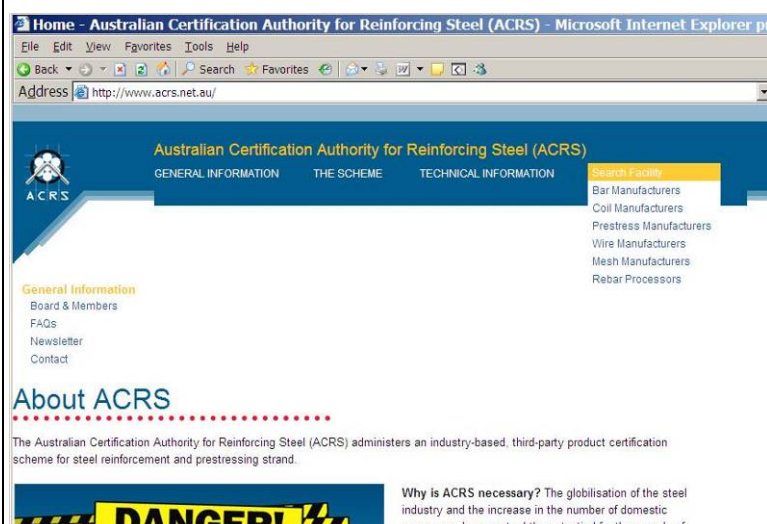 Home - Australian Certification Authority for Reinforcing Steel (ACRS) - Microsoft Internet Explorer
File Edit View Favorites Tools Help
Back Search Favorites
Address http://www.acrs.net.au/
Australian Certification Authority for Reinforcing Steel (ACRS)
GENERAL INFORMATION THE SCHEME TECHNICAL INFORMATION Search Facility
ACRS
Bar Manufacturers
Coil Manufacturers
Prestress Manufacturers
Wire Manufacturers
Mesh Manufacturers
Rebar Processors
General Information
Board & Members
FAQs
Newsletter
Contact
About ACRS
The Australian Certification Authority for Reinforcing Steel (ACRS) administers an industry-based, third-party product certification
scheme for steel reinforcement and prestressing strand.
DANGER!
Why is ACRS necessary? The globilisation of the steel
industry and the increase in the number of domestic